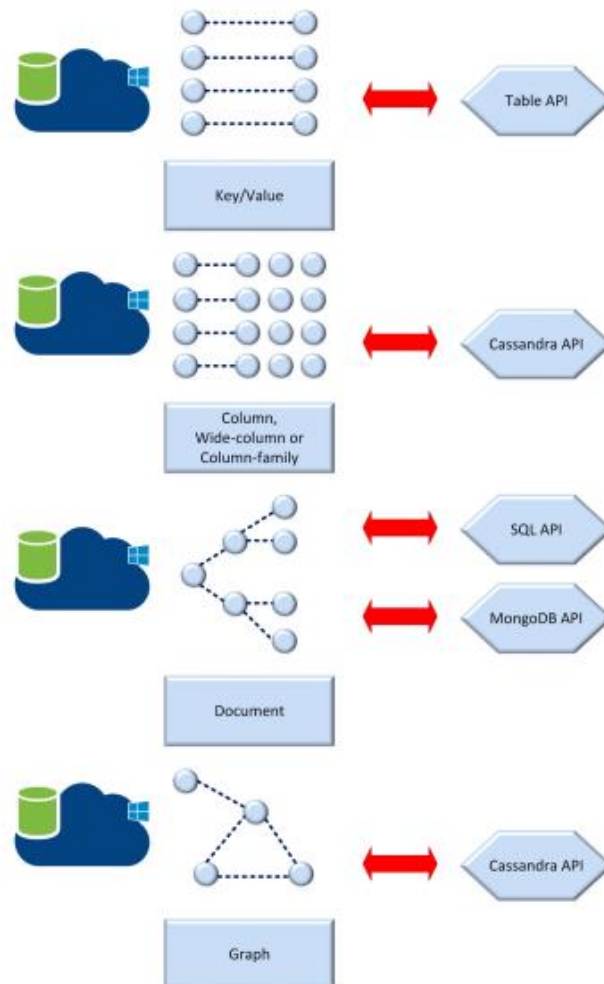 Table API
Key/Value
Cassandra API
Column,
Wide-column or
Column-family
SQL API
MongoDB API
Document
Cassandra API
Graph